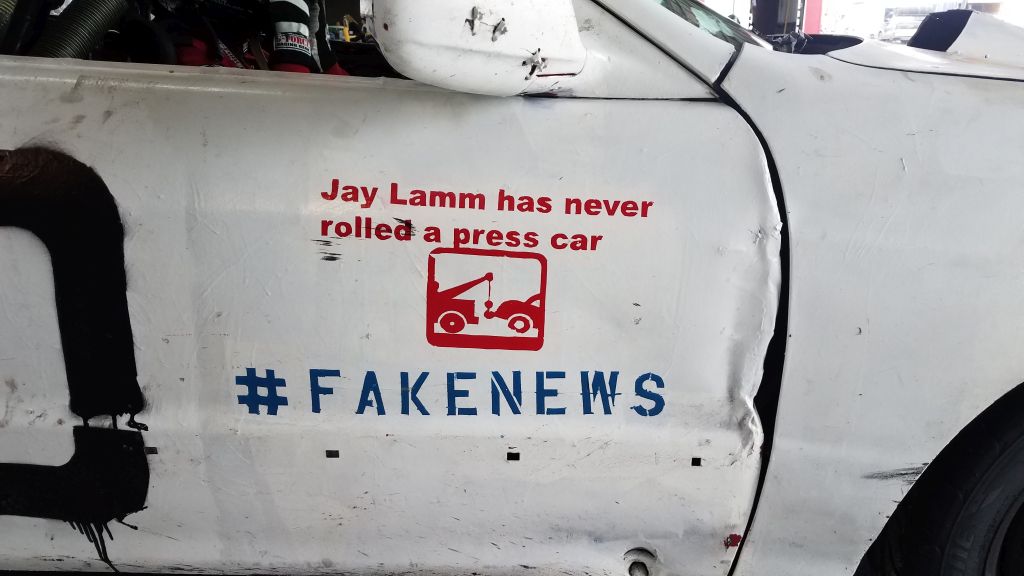 Jay Lamm has never
rolled a press car
#FAKENEWS